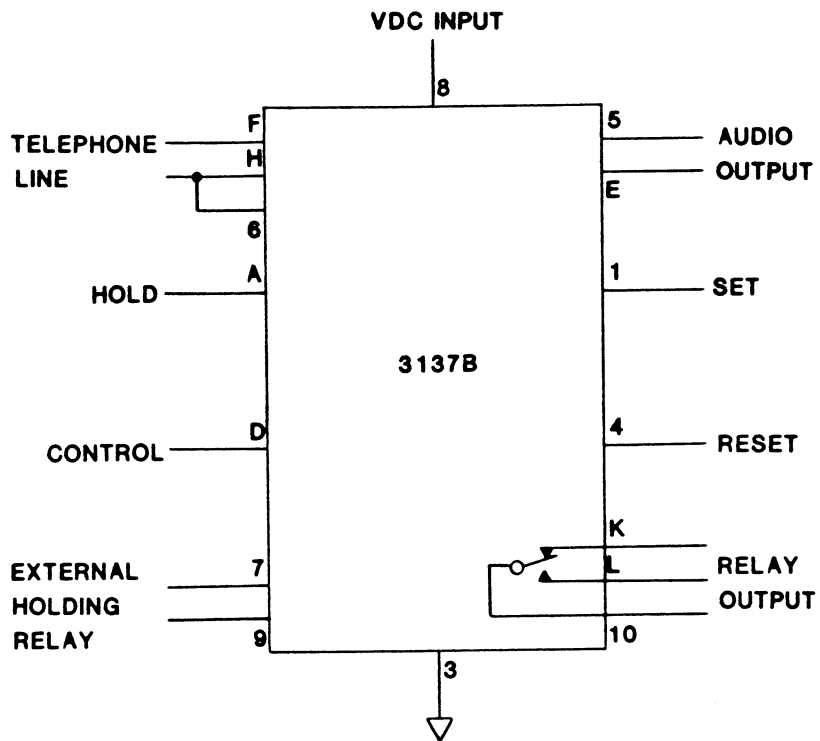 VDC INPUT
8
F
TELEPHONE
H
LINE
6
A
HOLD
D
CONTROL
EXTERNAL
7
HOLDING
RELAY
9
3137B
5
AUDIO
OUTPUT
E
1
SET
4
RESET
K
RELAY
L
OUTPUT
10
3